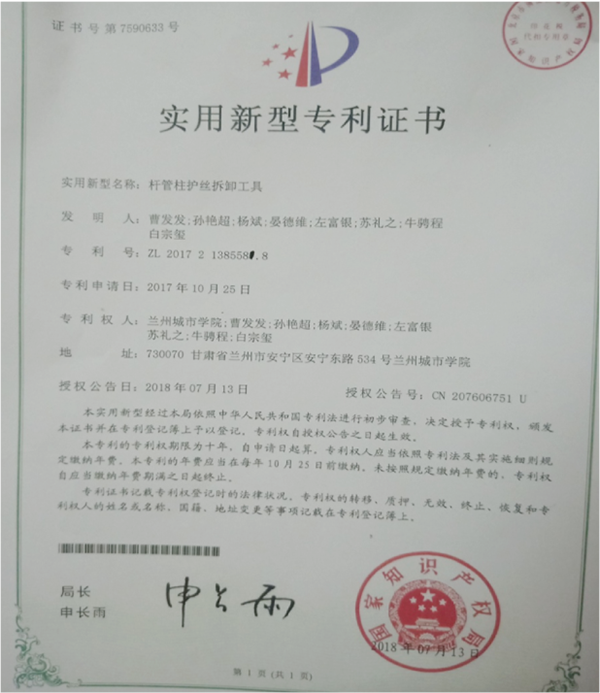 证书号第7590633号
代理专用章
实用新型专利证书
实用新型名称：杆管柱护丝拆卸工具
发明人：曹发发;孙艳超;杨斌;晏德维;左富银;苏礼之;牛骋程
白宗玺
专利号：ZL 2017 2 138558 .8
专利申请日：2017年10月25日
专利权人：兰州城市学院;曹发发;孙艳超;杨斌;晏德维;左富银
苏礼之;牛骋程;白宗玺
地址：730070 甘肃省兰州市安宁区安宁东路534号兰州城市学院
授权公告日：2018年07月13日 授权公告号：CN 207606751 U
本实用新型经过本局依照中华人民共和国专利法进行初步审查，决定授予专利权，颁发
本证书并在专利登记簿上予以登记，专利权自授权公告之日起生效。
本专利的专利权期限为十年，自申请日起算。专利权人应当依照专利法及其实施细则规
定缴纳年费。本专利的年费应当在每年10月25日前缴纳。未按照规定缴纳年费的，专利权
自应当缴纳年费期满之日起终止。
专利证书记载专利权登记时的法律状况。专利权的转移、质押、无效、终止、恢复和专
利权人的姓名或名称、国籍、地址变更等事项记载在专利登记簿上。
局长
申长雨
申长雨
国家知识产权局
2018年07月13日
第1页(共1页)